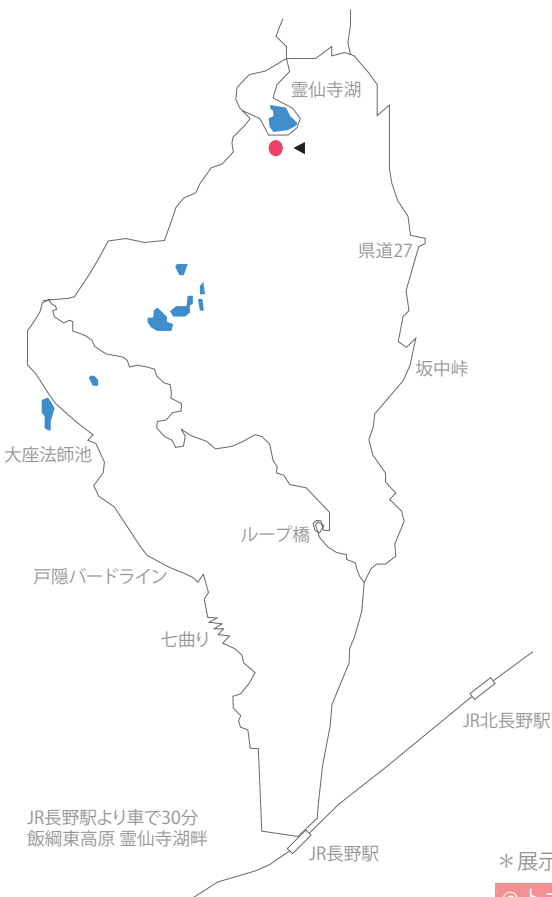 霊仙寺湖
県道27
坂中峠
大座法師池
ループ橋
戸隠バードライン
七曲り
JR北長野駅
JR長野駅より車で30分
飯綱東高原 霊仙寺湖畔
JR長野駅
＊展示